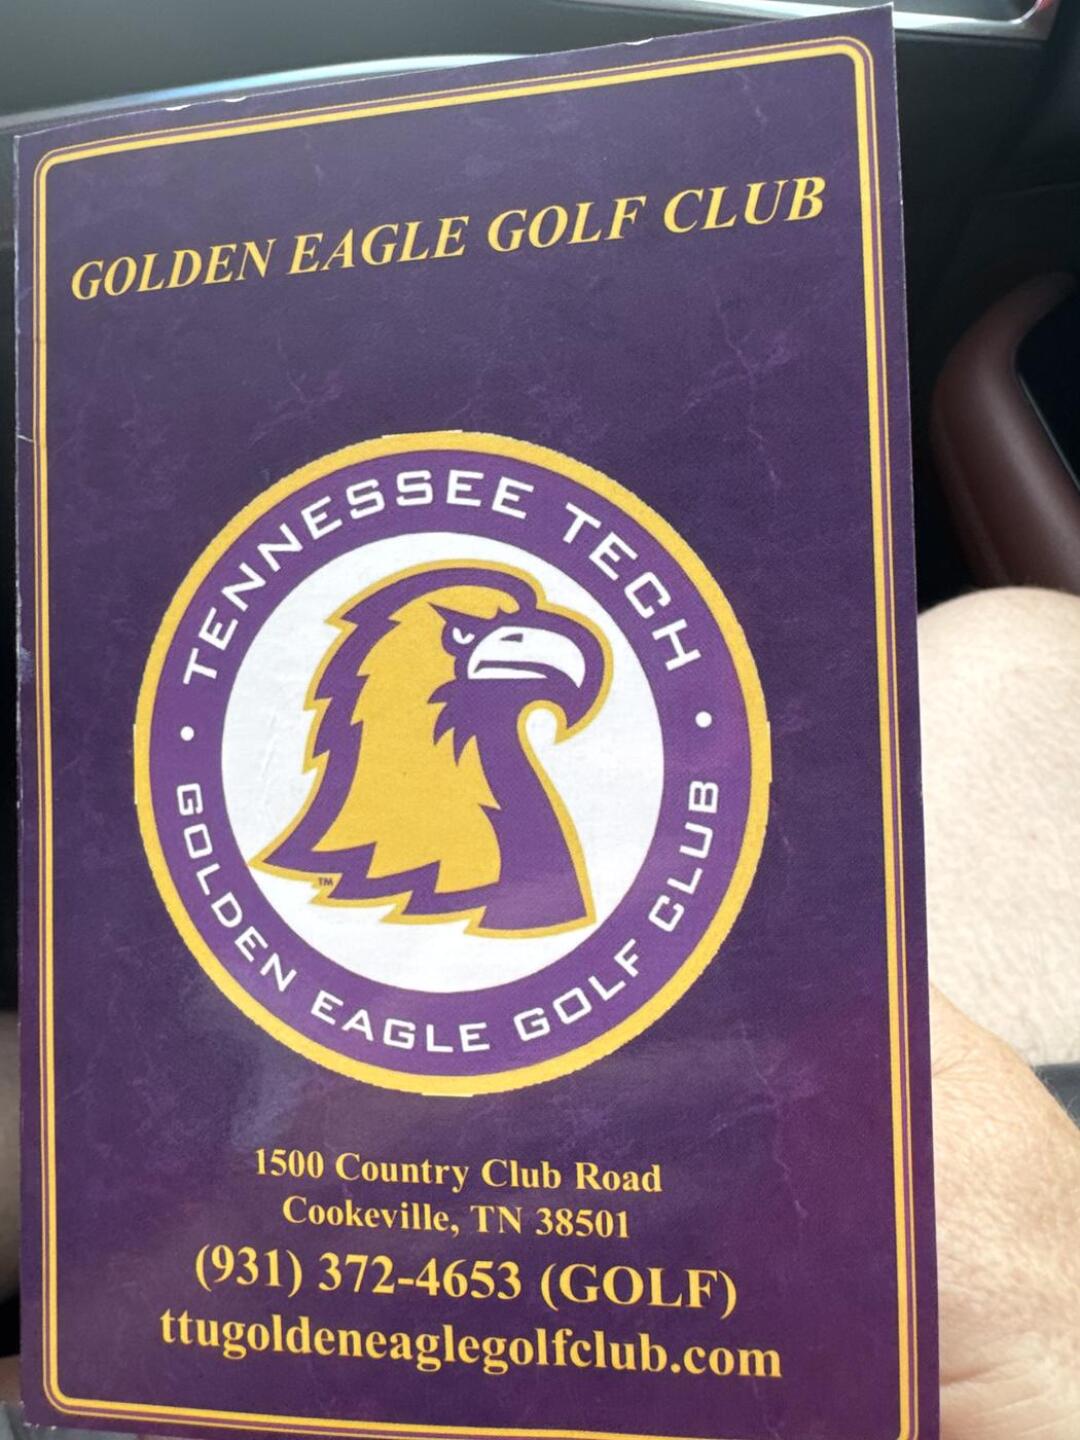 GOLDEN EAGLE GOLF CLUB
TENNESSEE TECH
• GOLDEN EAGLE GOLF CLUB •
TM
1500 Country Club Road
Cookeville, TN 38501
(931) 372-4653 (GOLF)
ttugoldeneaglegolfclub.com